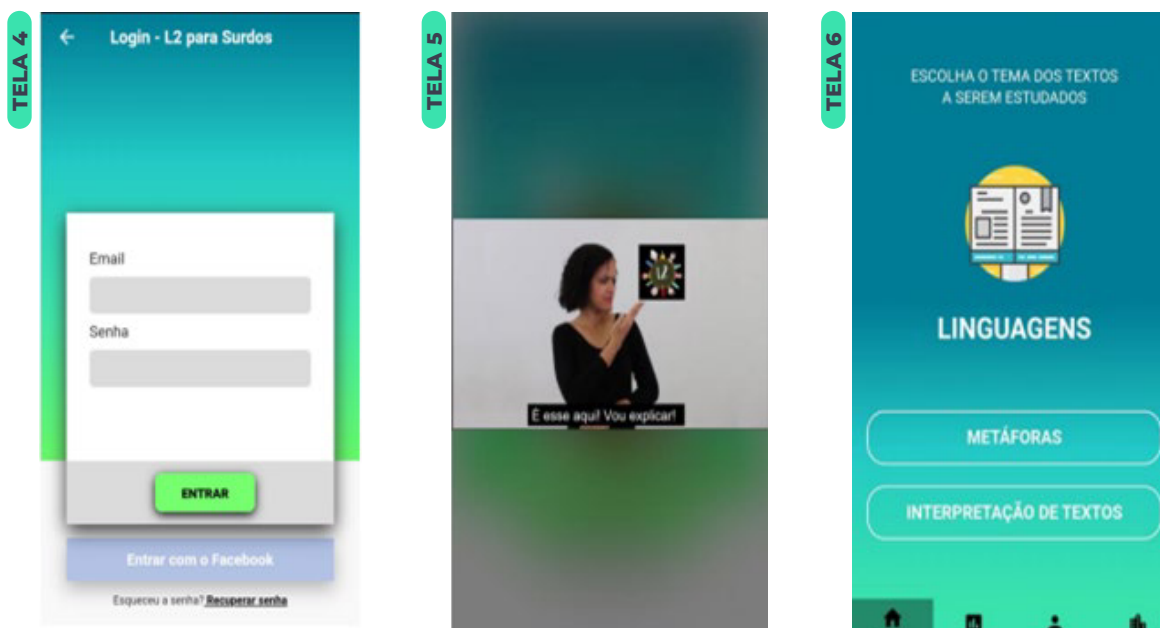 TELA 4
Login - L2 para Surdos
Email
Senha
ENTRAR
Entrar com o Facebook
Esqueceu a senha? Recuperar senha
TELA 5
L2
É esse aqui! Vou explicar!
TELA 6
ESCOLHA O TEMA DOS TEXTOS
A SEREM ESTUDADOS
LINGUAGENS
METÁFORAS
INTERPRETAÇÃO DE TEXTOS